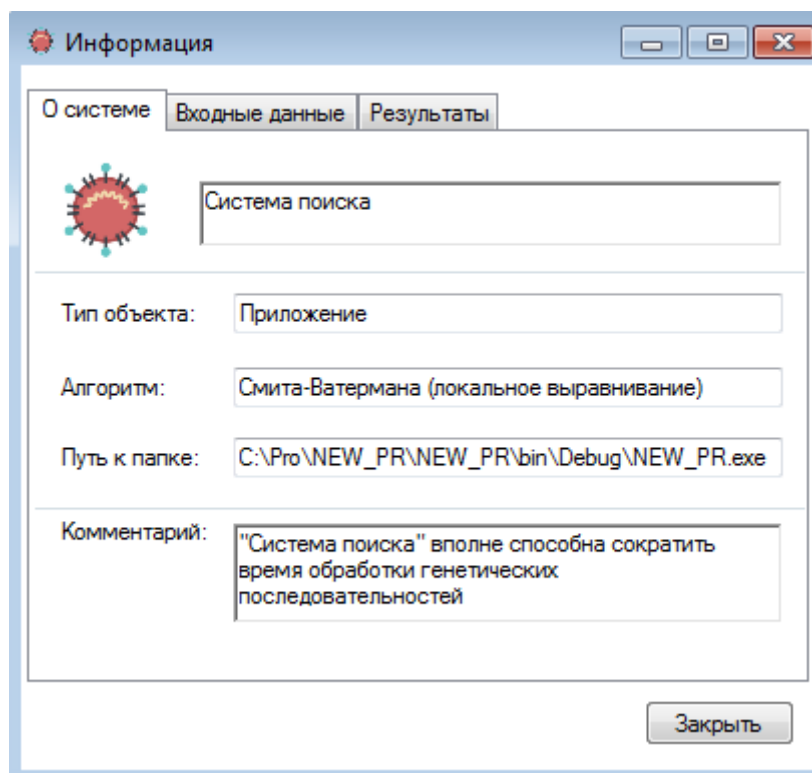 Информация
О системе
Входные данные
Результаты
Система поиска
Тип объекта:
Приложение
Алгоритм:
Смита-Ватермана (локальное выравнивание)
Путь к папке:
C:\Pro\NEW_PR\NEW_PR\bin\Debug\NEW_PR.exe
Комментарий:
"Система поиска" вполне способна сократить
время обработки генетических
последовательностей
Закрыть